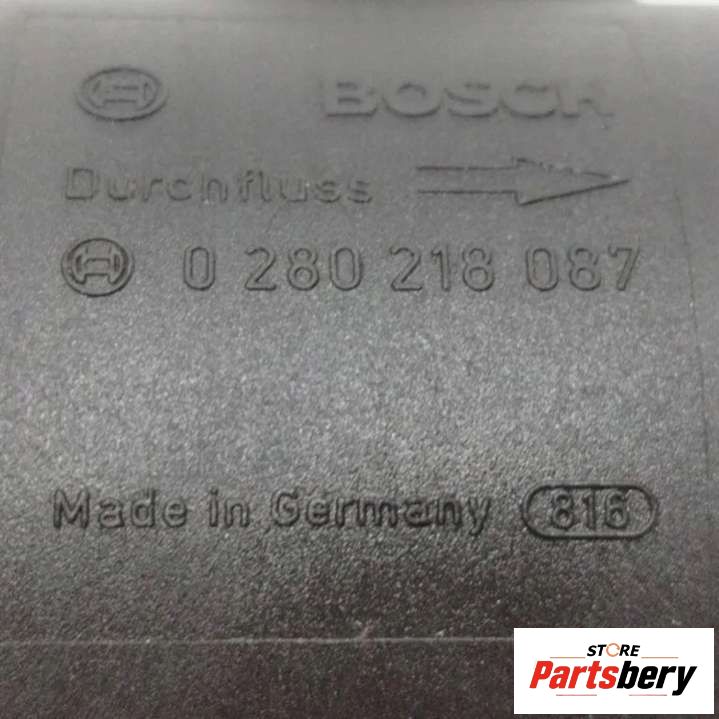 BOSCH
Durchfluss
0 280 218 087
Made in Germany 816
STORE
Partsbery